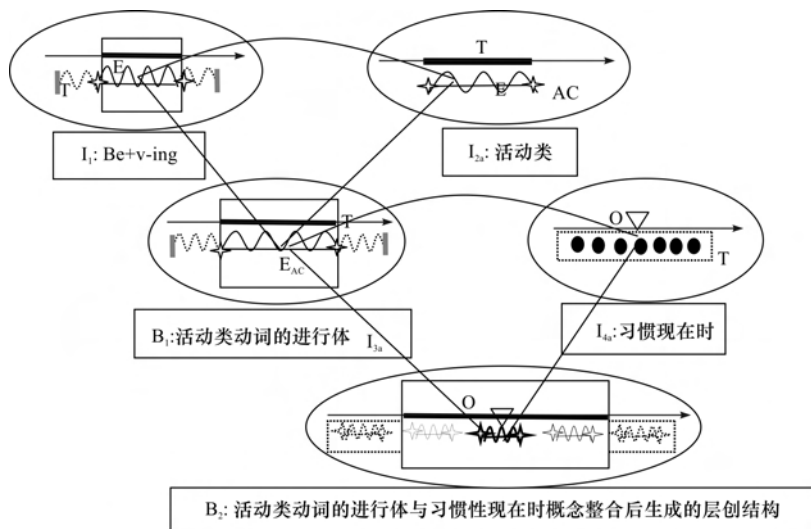 T
E
T
E
AC
I₁: Be+v-ing
I₂ₐ: 活动类
T
O
E_AC
T
B₁:活动类动词的进行体 I₃ₐ
I₄ₐ:习惯现在时
O
B₂: 活动类动词的进行体与习惯性现在时概念整合后生成的层创结构